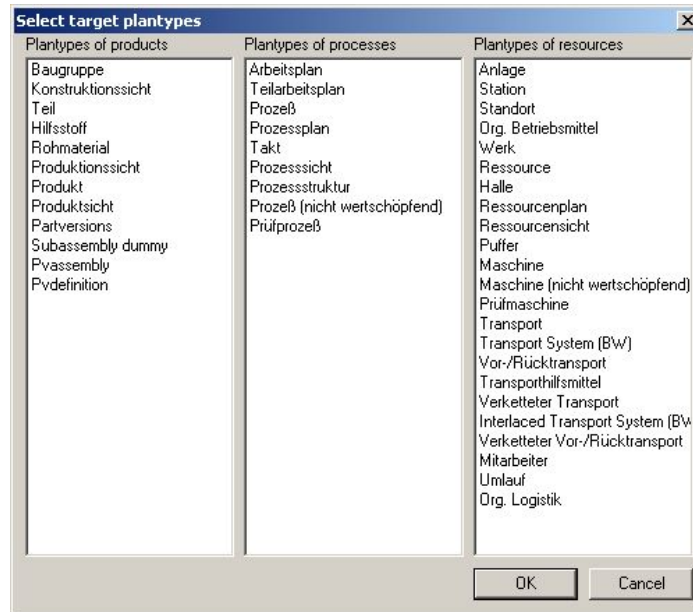 Select target plantypes
Plantypes of products
Baugruppe
Konstruktionssicht
Teil
Hilfsstoff
Rohmaterial
Produktionssicht
Produkt
Produktsicht
Partversions
Subassembly dummy
Pvassembly
Pvdefinition
Plantypes of processes
Arbeitsplan
Teilarbeitsplan
Prozeß
Prozessplan
Takt
Prozesssicht
Prozessstruktur
Prozeß (nicht wertschöpfend)
Prüfprozeß
Plantypes of resources
Anlage
Station
Standort
Org. Betriebsmittel
Werk
Ressource
Halle
Ressourcenplan
Ressourcensicht
Puffer
Maschine
Maschine (nicht wertschöpfend)
Prüfmaschine
Transport
Transport System (BW)
Vor-/Rücktransport
Transporthilfsmittel
Verketteter Transport
Interlaced Transport System (BW
Verketteter Vor-/Rücktransport
Mitarbeiter
Umlauf
Org. Logistik
OK
Cancel